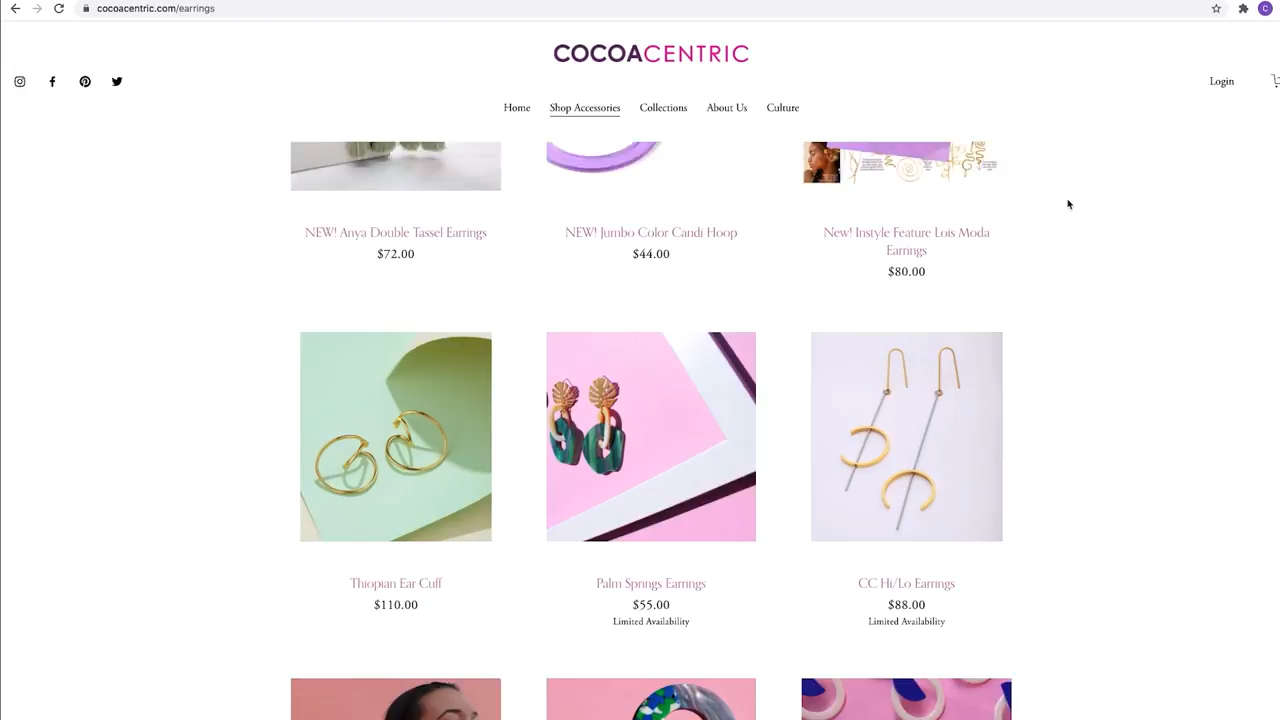 cocoacentric.com/earrings
C
COCOACENTRIC
Login
Home Shop Accessories Collections About Us Culture
NEW! Anya Double Tassel Earrings
$72.00
NEW! Jumbo Color Candi Hoop
$44.00
New! Instyle Feature Lois Moda
Earrings
$80.00
Thiopian Ear Cuff
$110.00
Palm Springs Earrings
$55.00
Limited Availability
CC Hi/Lo Earrings
$88.00
Limited Availability